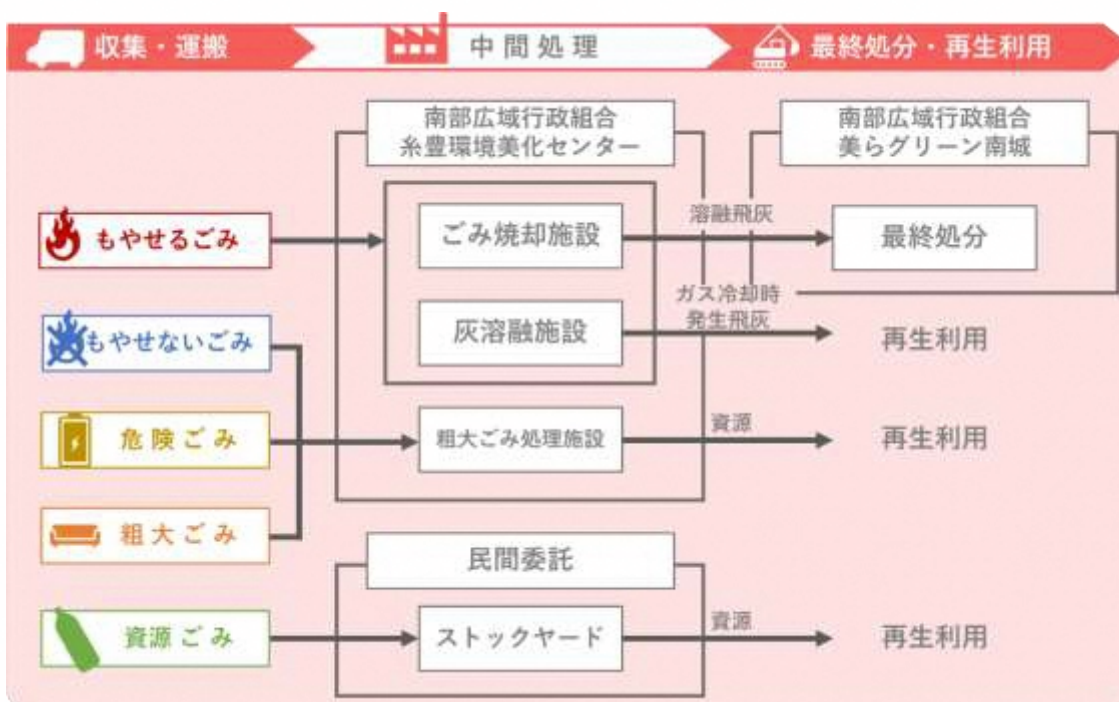 収集・運搬
中間処理
最終処分・再生利用
南部広域行政組合
糸豊環境美化センター
南部広域行政組合
美らグリーン南城
もやせるごみ
ごみ焼却施設
溶融飛灰
最終処分
もやせないごみ
灰溶融施設
ガス冷却時
発生飛灰
再生利用
危険ごみ
粗大ごみ処理施設
資源
再生利用
粗大ごみ
民間委託
資源ごみ
ストックヤード
資源
再生利用